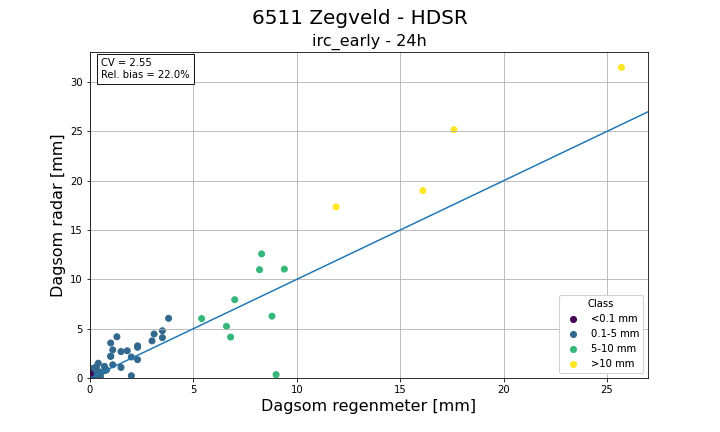 6511 Zegveld - HDSR
irc_early - 24h
CV = 2.55
Rel. bias = 22.0%
Dagsom radar [mm]
30
25
20
15
10
5
0
0 5 10 15 20 25
Dagsom regenmeter [mm]
Class
<0.1 mm
0.1-5 mm
5-10 mm
>10 mm